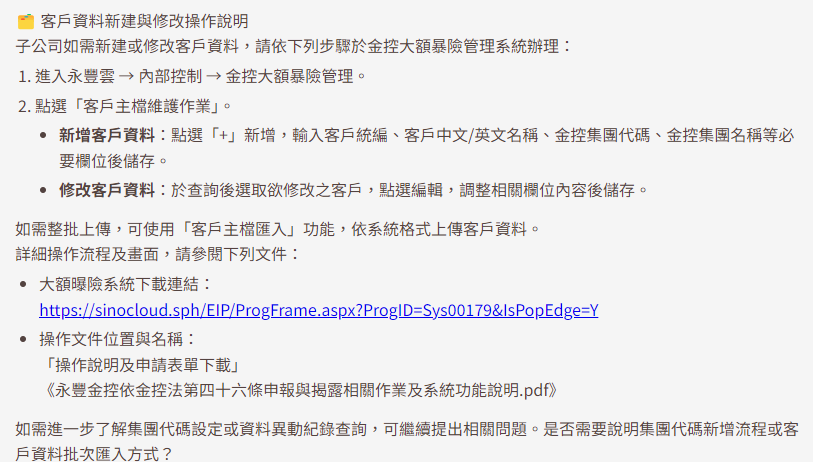 客戶資料新建與修改操作說明
子公司如需新建或修改客戶資料，請依下列步驟於金控大額暴險管理系統辦理：
1. 進入永豐雲 → 內部控制 → 金控大額暴險管理。
2. 點選「客戶主檔維護作業」。
• 新增客戶資料：點選「+」新增，輸入客戶統編、客戶中文/英文名稱、金控集團代碼、金控集團名稱等必
要欄位後儲存。
• 修改客戶資料：於查詢後選取欲修改之客戶，點選編輯，調整相關欄位內容後儲存。
如需整批上傳，可使用「客戶主檔匯入」功能，依系統格式上傳客戶資料。
詳細操作流程及畫面，請參閱下列文件：
• 大額曝險系統下載連結：
https://sinocloud.sph/EIP/ProgFrame.aspx?ProgID=Sys00179&IsPopEdge=Y
• 操作文件位置與名稱：
「操作說明及申請表單下載」
《永豐金控依金控法第四十六條申報與揭露相關作業及系統功能說明.pdf》
如需進一步了解集團代碼設定或資料異動紀錄查詢，可繼續提出相關問題。是否需要說明集團代碼新增流程或客
戶資料批次匯入方式？